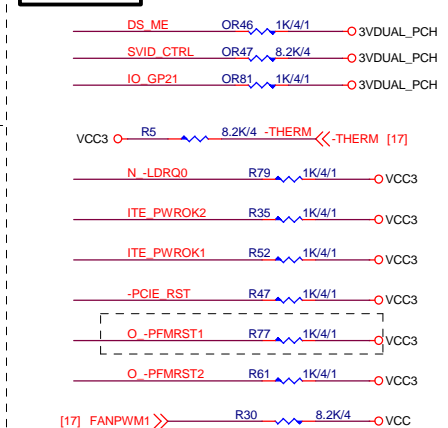 DS_ME OR46 1K/4/1 3VDUAL_PCH
SVID_CTRL OR47 8.2K/4 3VDUAL_PCH
IO_GP21 OR81 1K/4/1 3VDUAL_PCH
VCC3 R5 8.2K/4 -THERM -THERM [17]
N_-LDRQ0 R79 1K/4/1 VCC3
ITE_PWROK2 R35 1K/4/1 VCC3
ITE_PWROK1 R52 1K/4/1 VCC3
-PCIE_RST R47 1K/4/1 VCC3
O_-PFMRST1 R77 1K/4/1 VCC3
O_-PFMRST2 R61 1K/4/1 VCC3
[17] FANPWM1 R30 8.2K/4 VCC